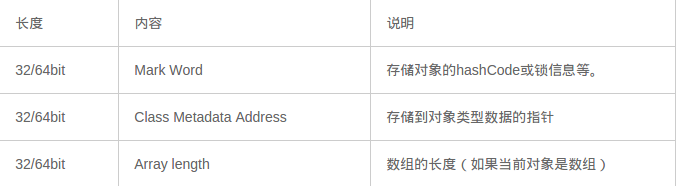 长度 内容 说明
32/64bit Mark Word 存储对象的hashCode或锁信息等。
32/64bit Class Metadata Address 存储到对象类型数据的指针
32/64bit Array length 数组的长度（如果当前对象是数组）